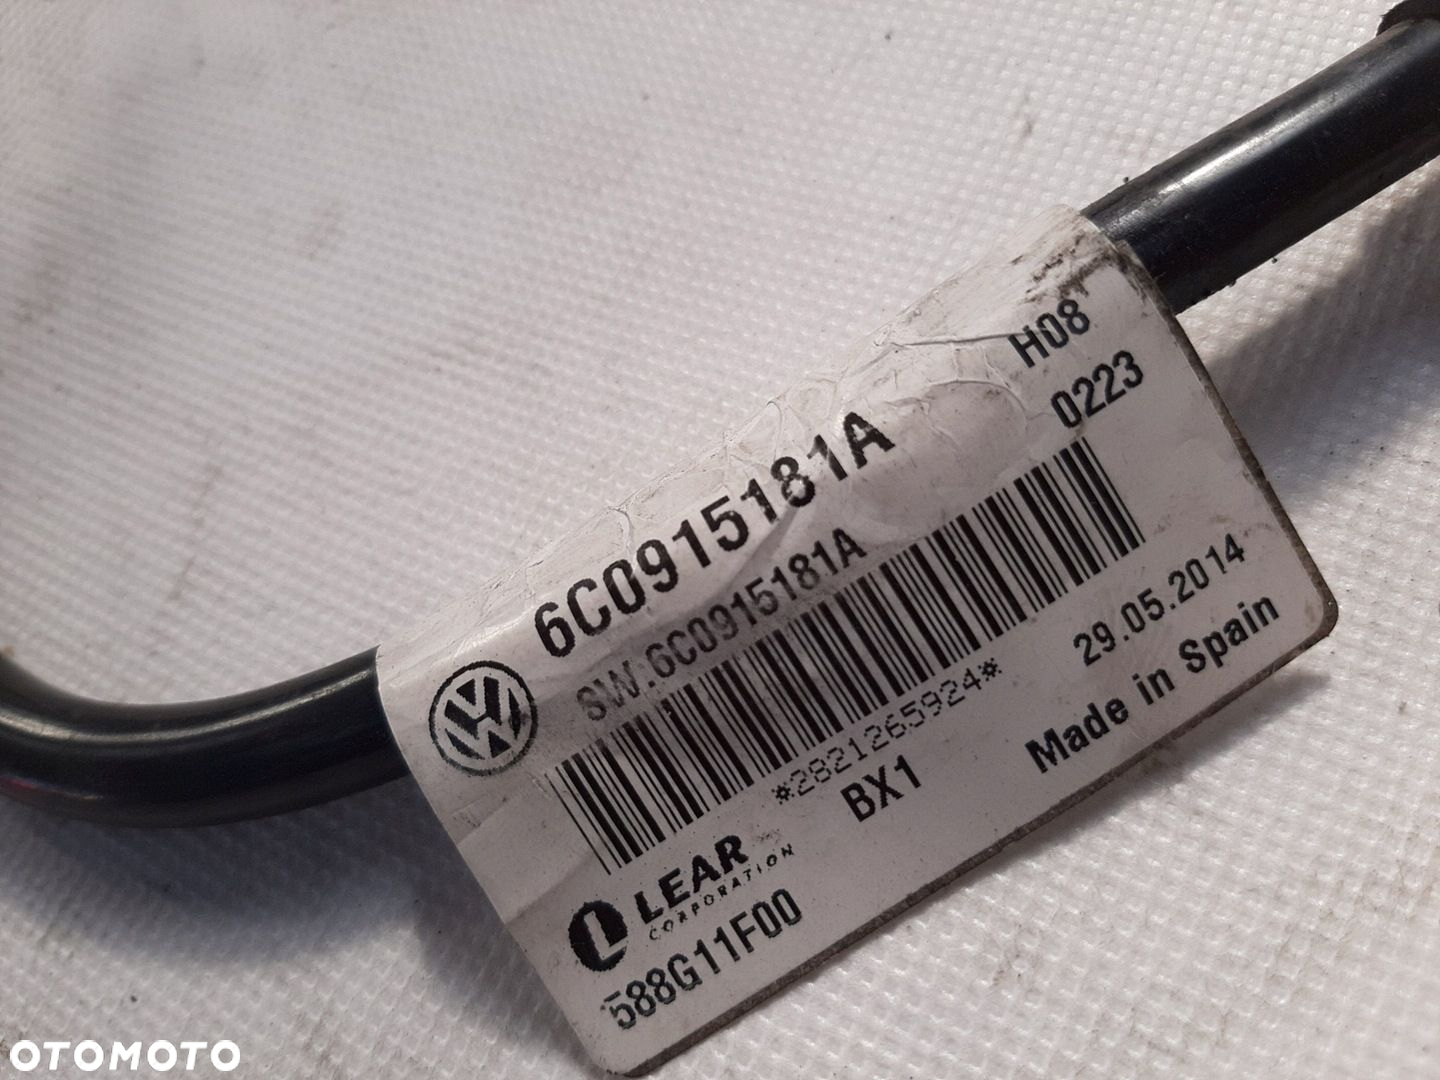 H08
0223
6C0915181A
SW:6C0915181A
*2821265924*
29.05.2014
BX1
Made in Spain
LEAR
CORPORATION
588G11F00
OTOMOTO